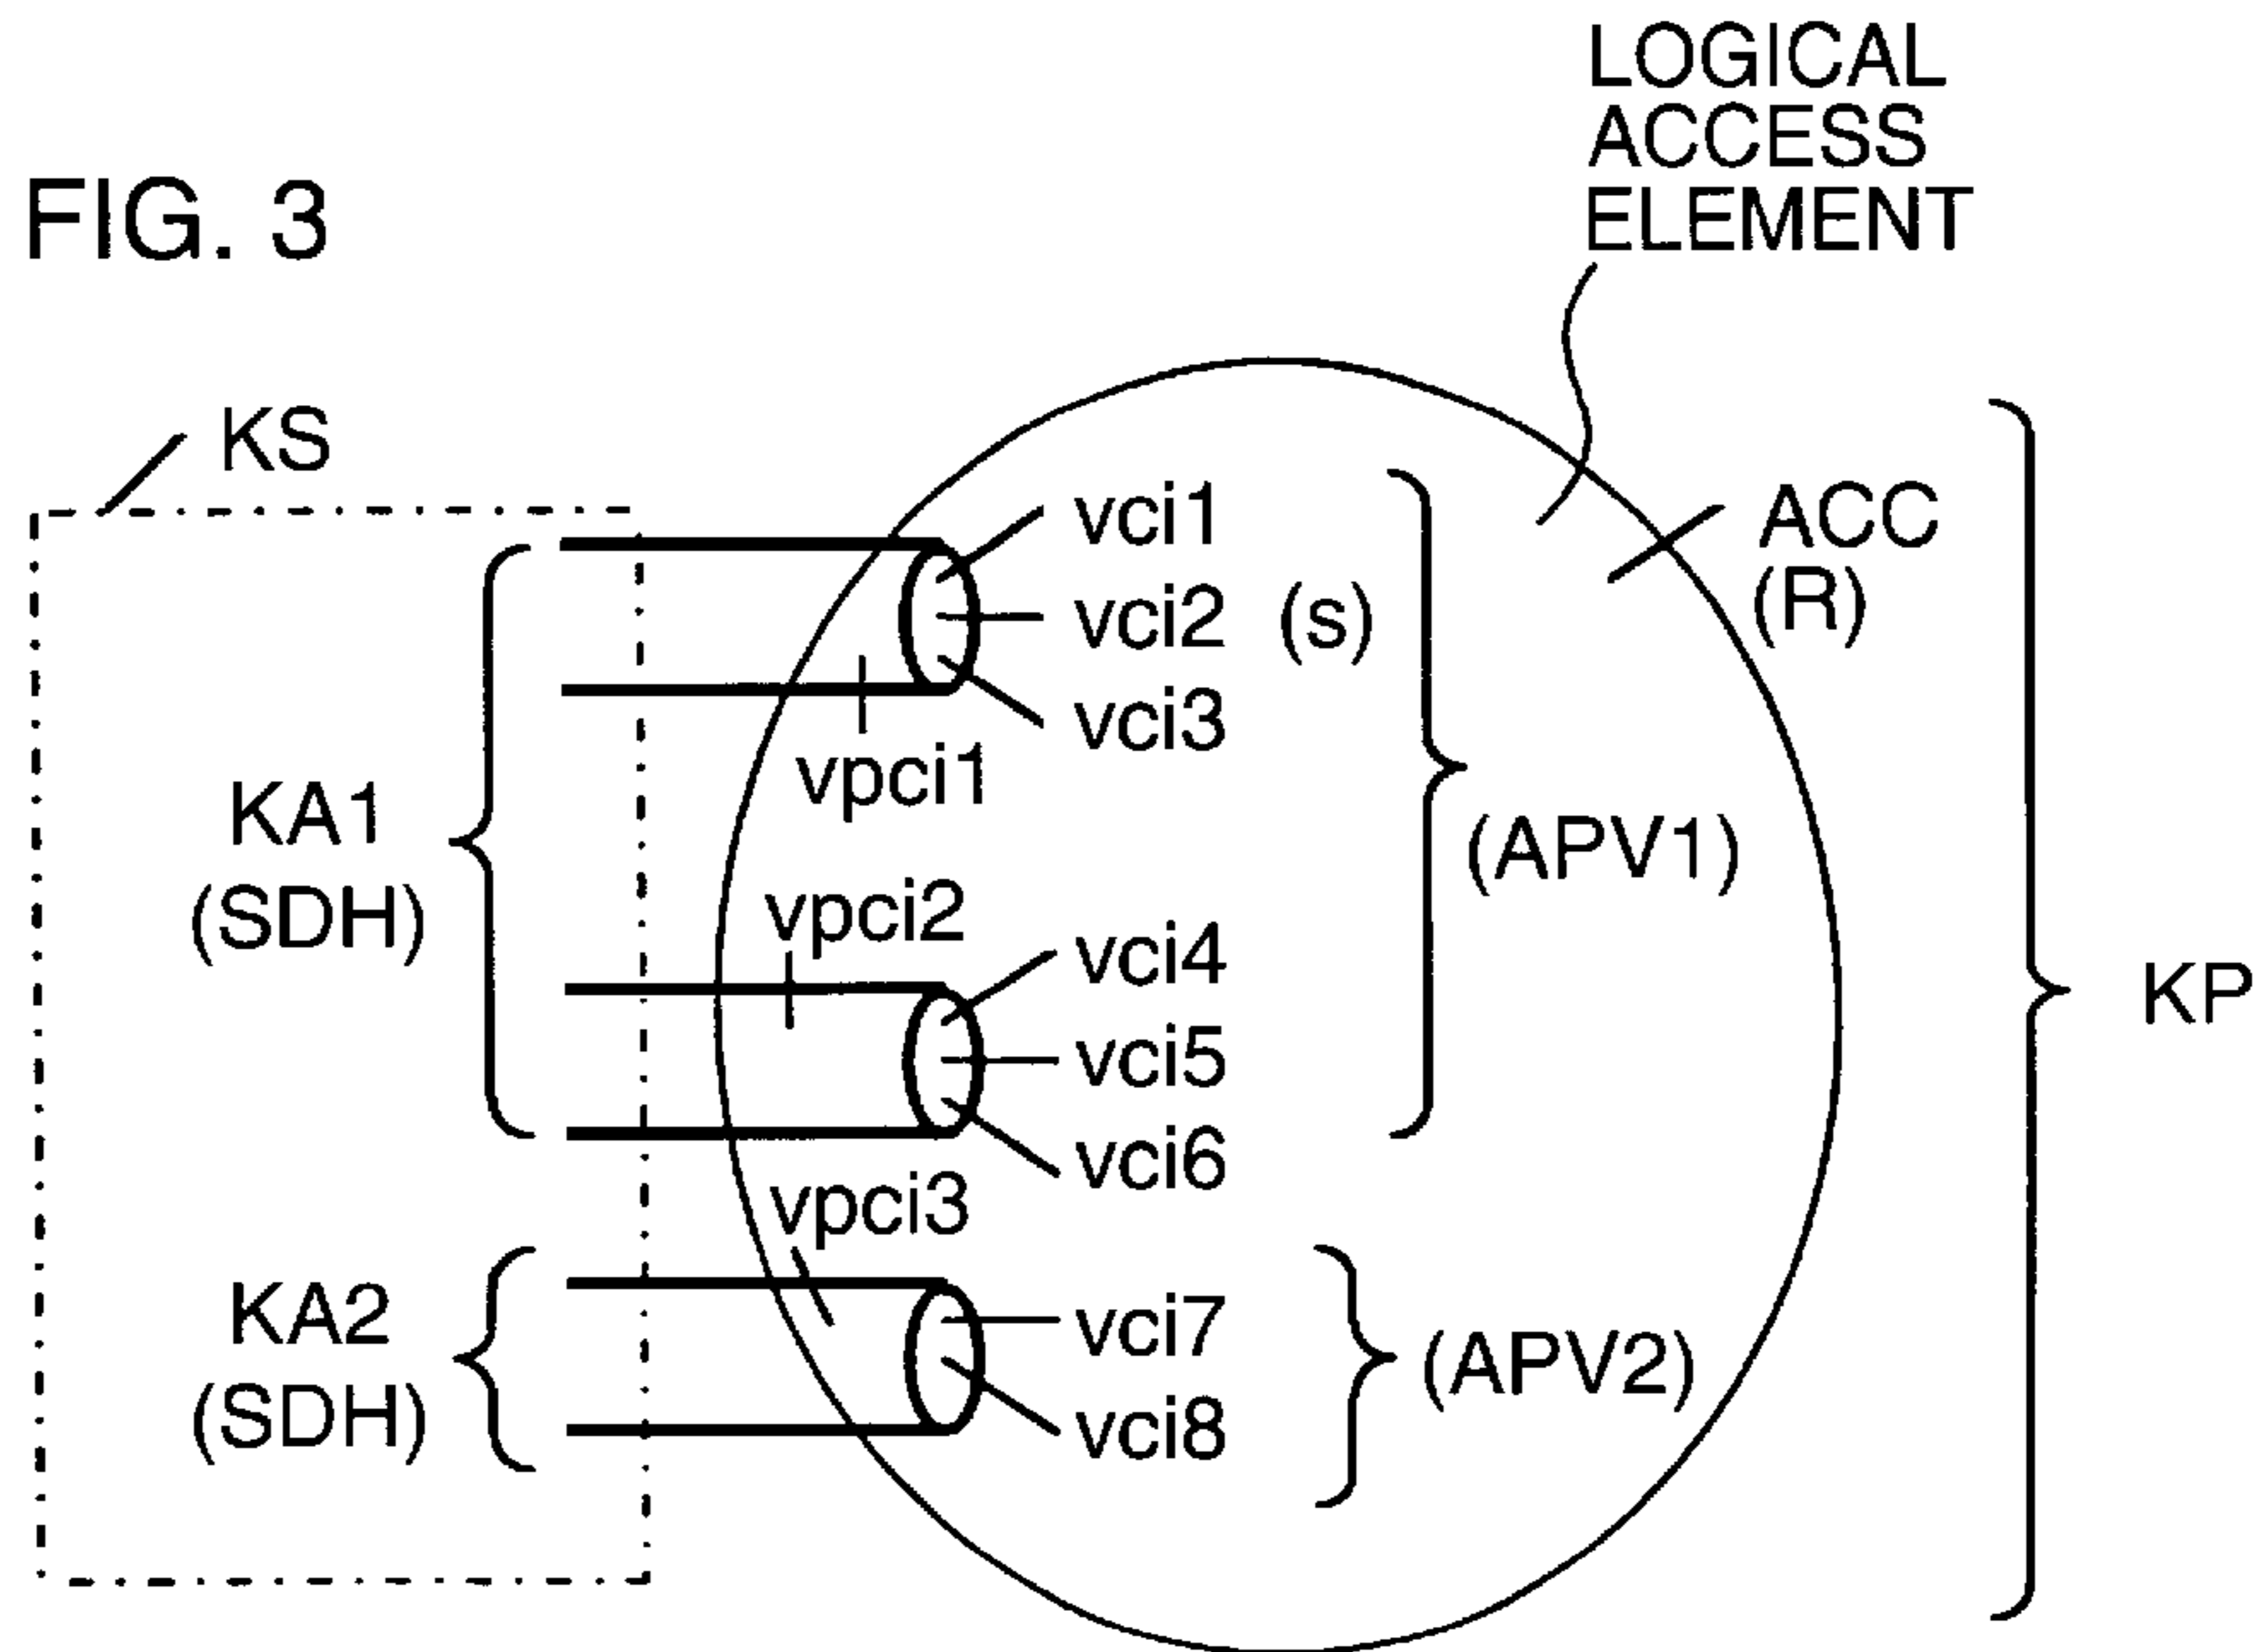 LOGICAL
ACCESS
ELEMENT
FIG. 3
KS
vci1
ACC
vci2 (s)
(R)
vci3
vpci1
KA1
(APV1)
(SDH)
vpci2
vci4
KP
vci5
vci6
vpci3
KA2
vci7
(APV2)
(SDH)
vci8